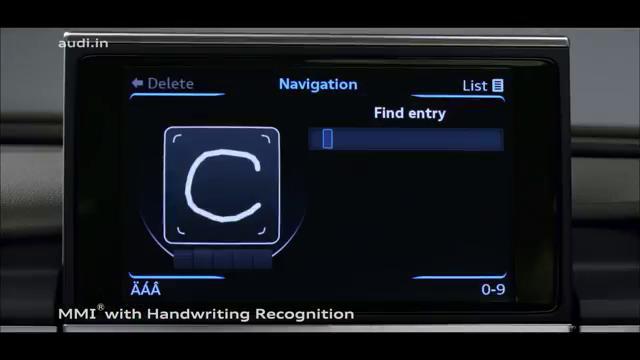 audi.in
Delete
Navigation
List
Find entry
C
ÄÁÂ
0-9
MMI® with Handwriting Recognition